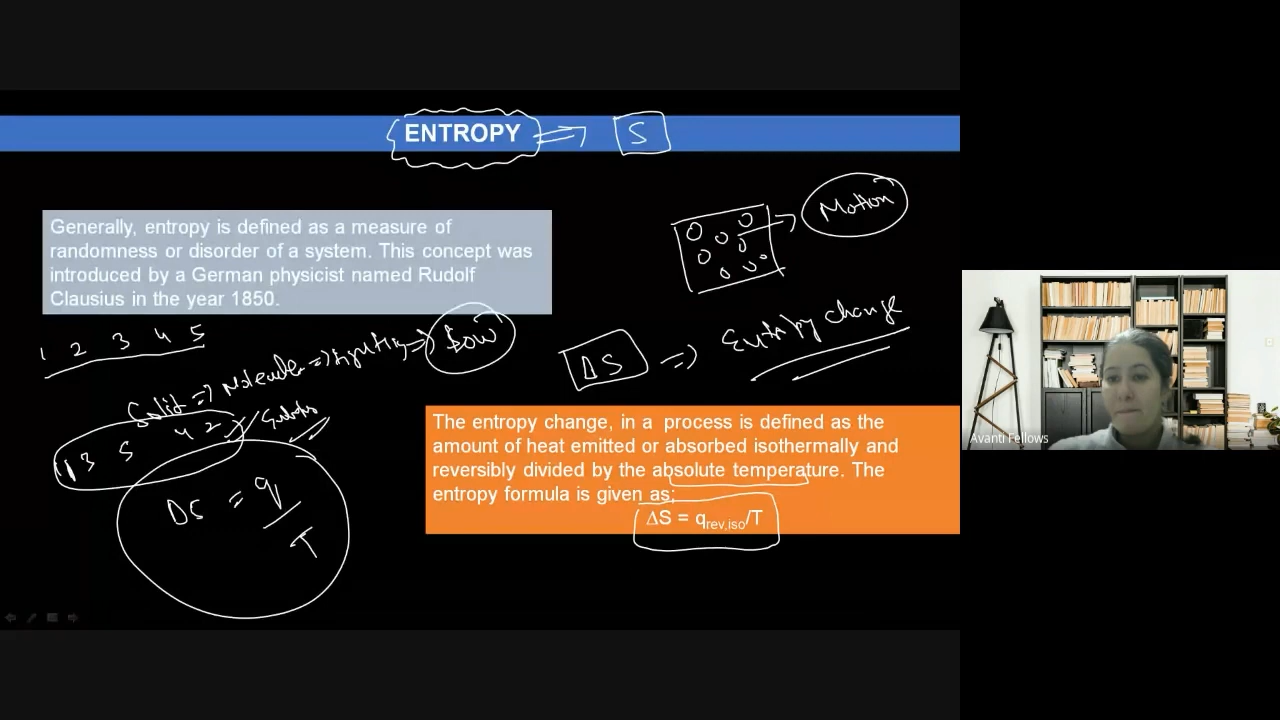 ENTROPY ⇒ S
Motion
Generally, entropy is defined as a measure of
randomness or disorder of a system. This concept was
introduced by a German physicist named Rudolf
Clausius in the year 1850.
1 2 3 4 5
Solid ⇒ Molecules ⇒
ΔS ⇒ Entropy change
1 3 5 4 2
ΔS = q/T
The entropy change, in a process is defined as the
amount of heat emitted or absorbed isothermally and
reversibly divided by the absolute temperature. The
entropy formula is given as;
ΔS = qrev,iso/T
Avanti Fellows